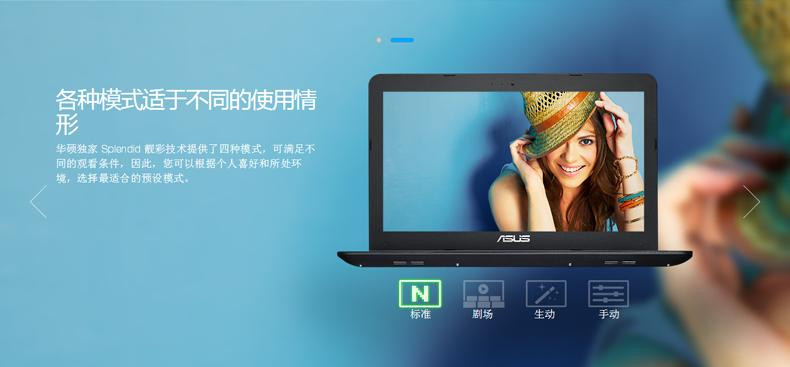 各种模式适于不同的使用情
形
华硕独家 Splendid 靓彩技术提供了四种模式，可满足不
同的观看条件，因此，您可以根据个人喜好和所处环
境，选择最适合的预设模式。
ASUS
N
标准
剧场
生动
手动